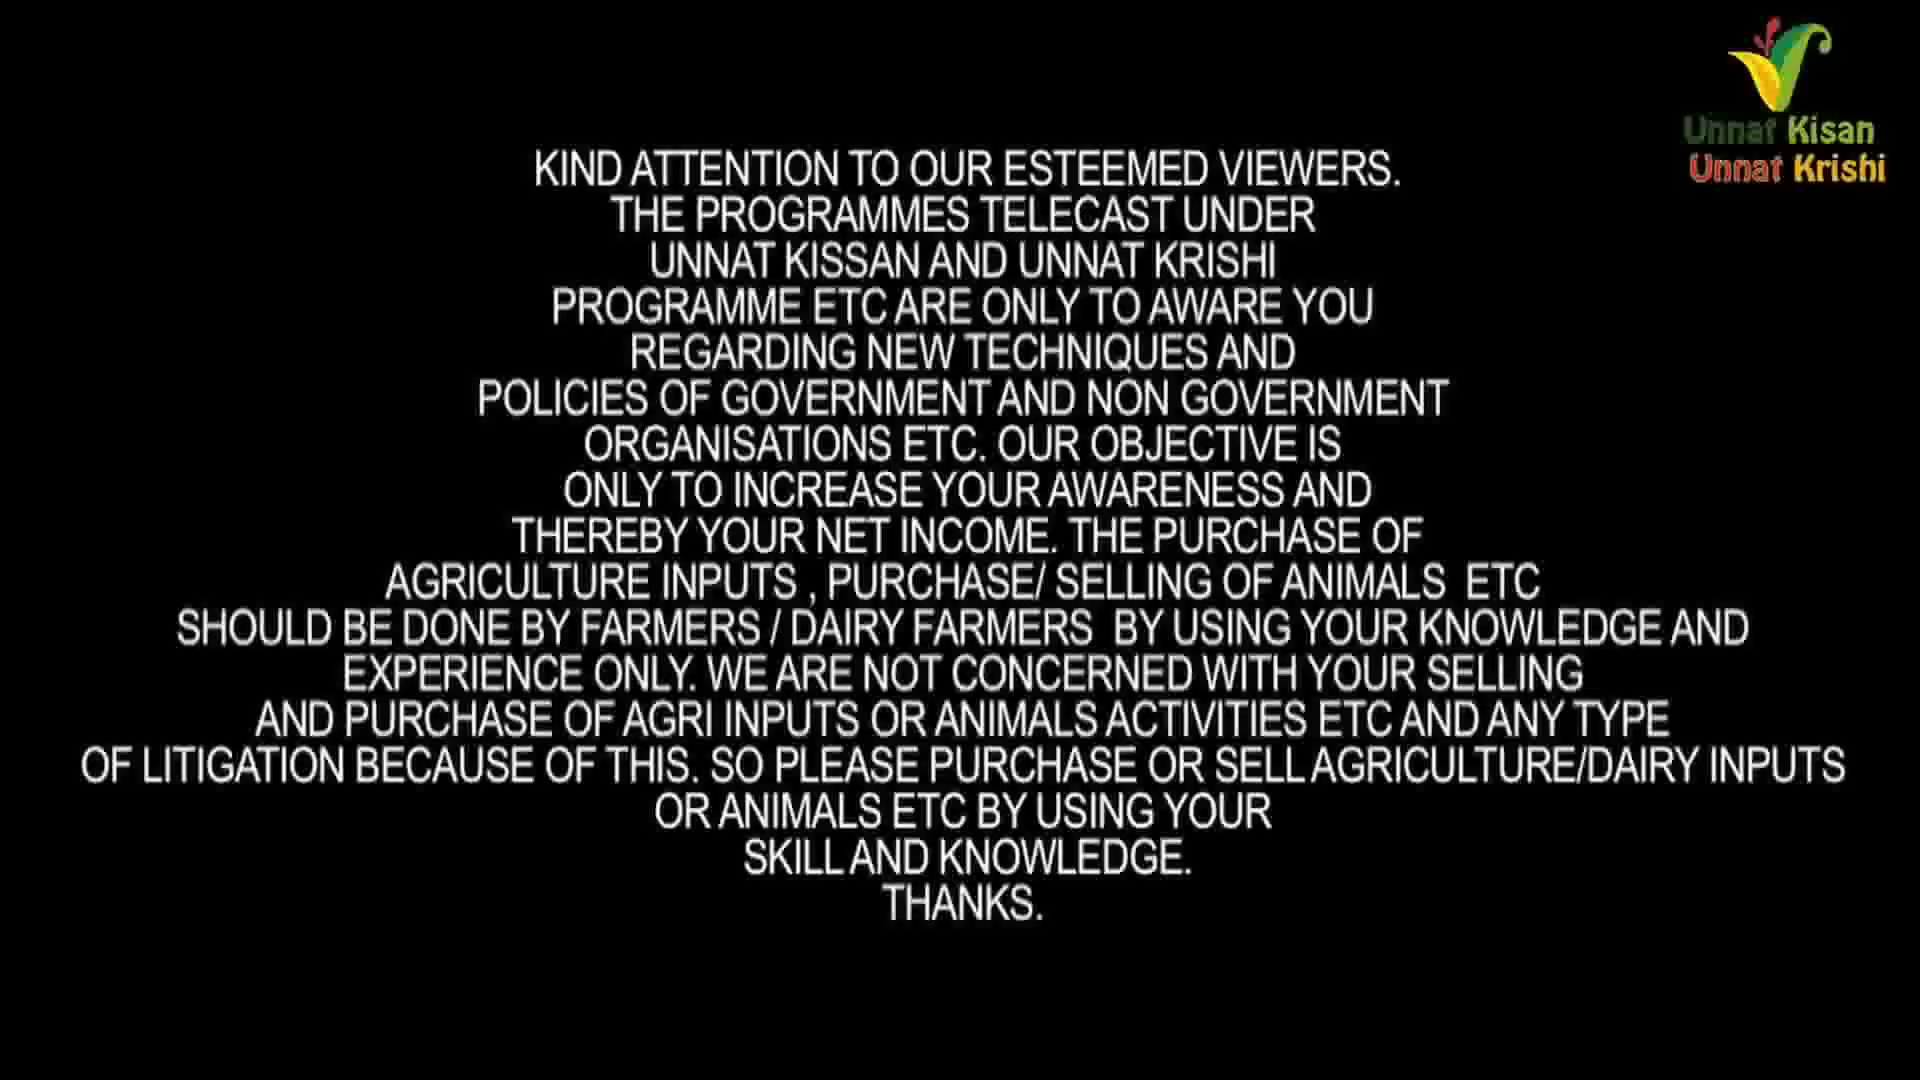 Unnat Kisan
Unnat Krishi
KIND ATTENTION TO OUR ESTEEMED VIEWERS.
THE PROGRAMMES TELECAST UNDER
UNNAT KISSAN AND UNNAT KRISHI
PROGRAMME ETC ARE ONLY TO AWARE YOU
REGARDING NEW TECHNIQUES AND
POLICIES OF GOVERNMENT AND NON GOVERNMENT
ORGANISATIONS ETC. OUR OBJECTIVE IS
ONLY TO INCREASE YOUR AWARENESS AND
THEREBY YOUR NET INCOME. THE PURCHASE OF
AGRICULTURE INPUTS , PURCHASE/ SELLING OF ANIMALS  ETC
SHOULD BE DONE BY FARMERS / DAIRY FARMERS  BY USING YOUR KNOWLEDGE AND
EXPERIENCE ONLY. WE ARE NOT CONCERNED WITH YOUR SELLING
AND PURCHASE OF AGRI INPUTS OR ANIMALS ACTIVITIES ETC AND ANY TYPE
OF LITIGATION BECAUSE OF THIS. SO PLEASE PURCHASE OR SELL AGRICULTURE/DAIRY INPUTS
OR ANIMALS ETC BY USING YOUR
SKILL AND KNOWLEDGE.
THANKS.